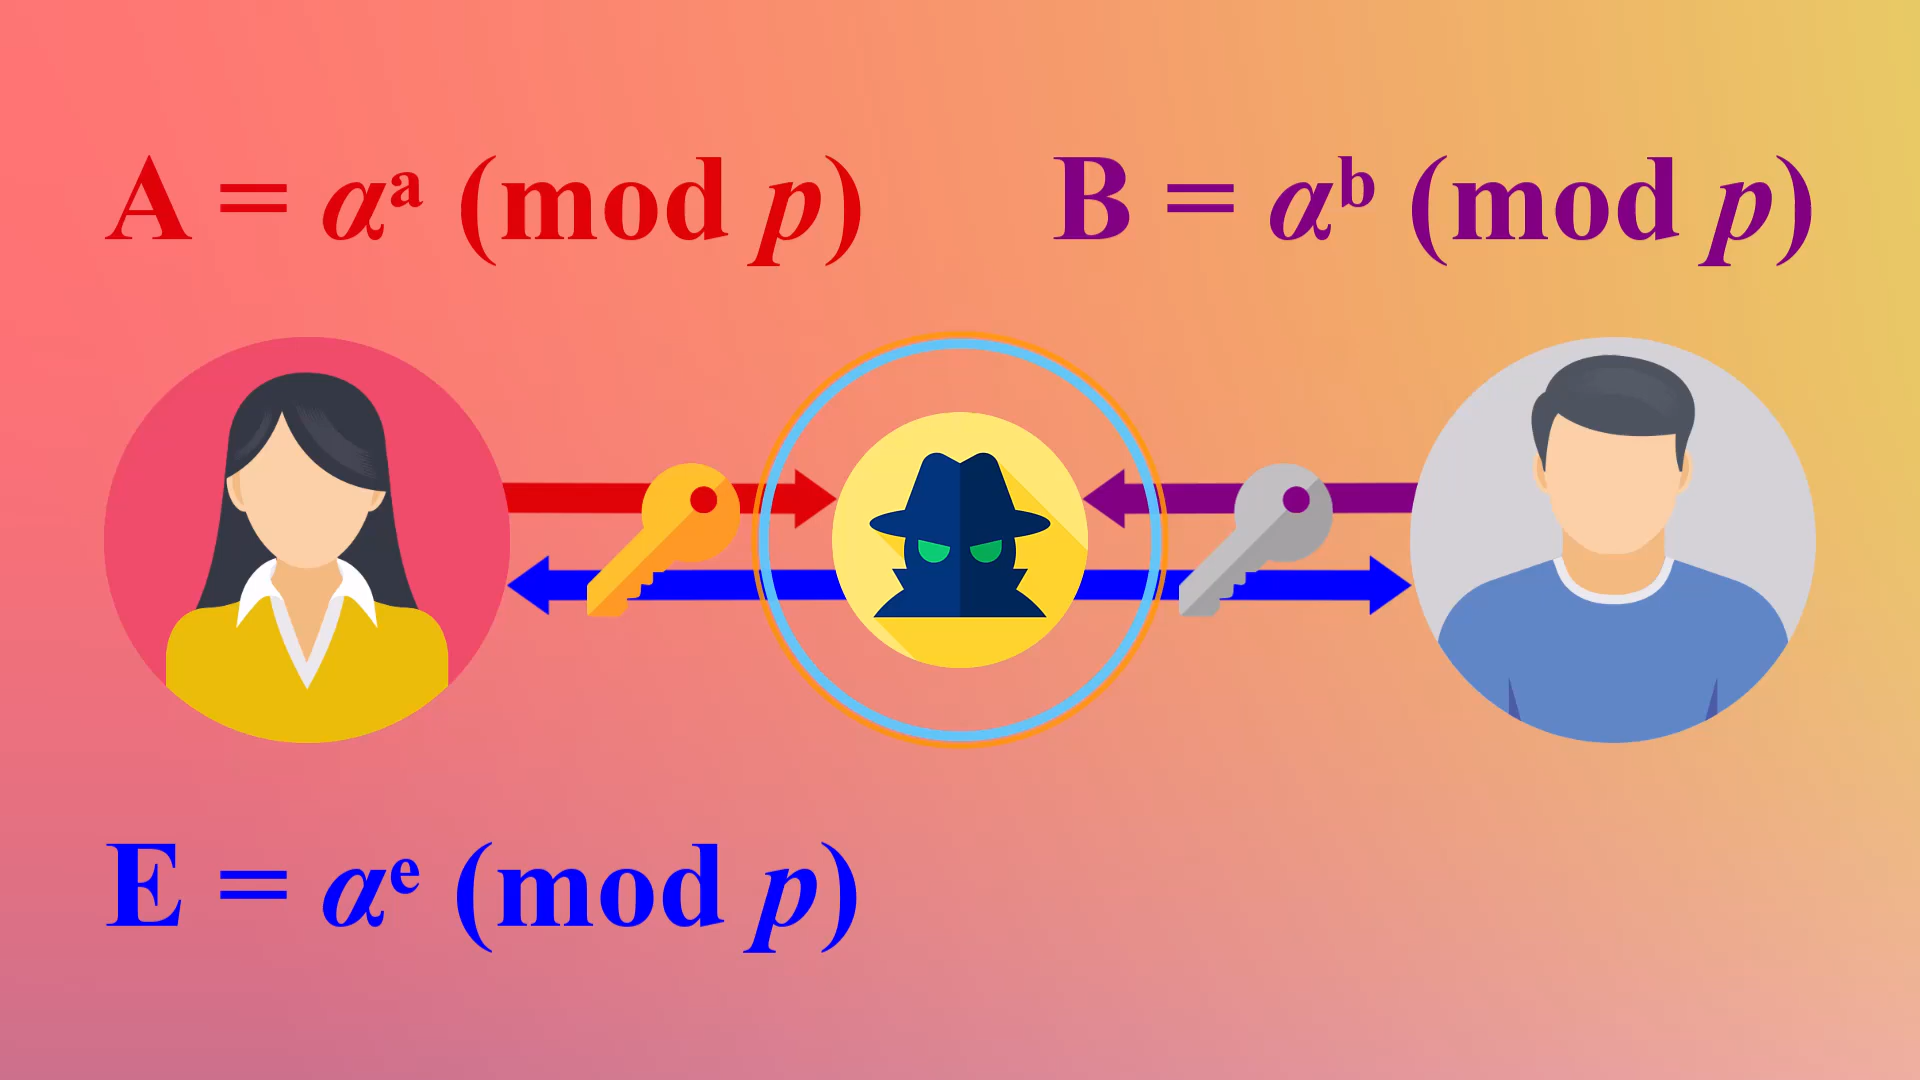 A = αᵃ (mod p)
B = αᵇ (mod p)
E = αᵉ (mod p)